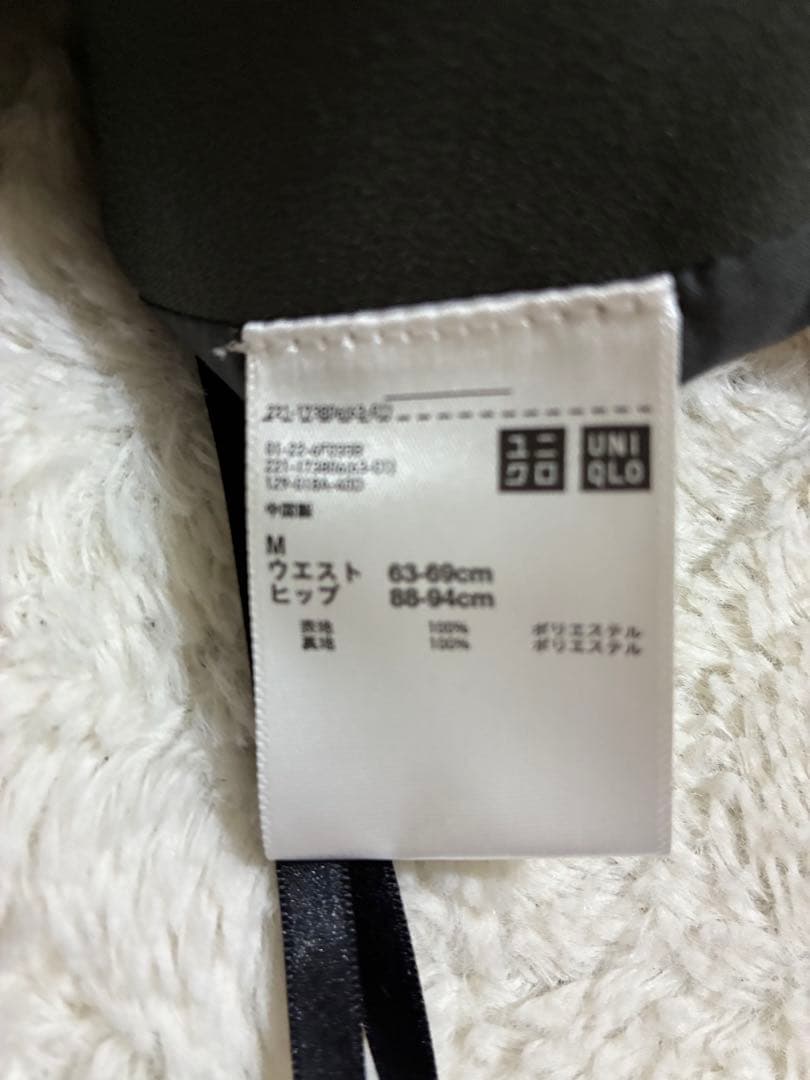 ユニ
クロ
UNI
QLO
中国製
M
ウエスト 63-69cm
ヒップ 88-94cm
表地 100% ポリエステル
裏地 100% ポリエステル